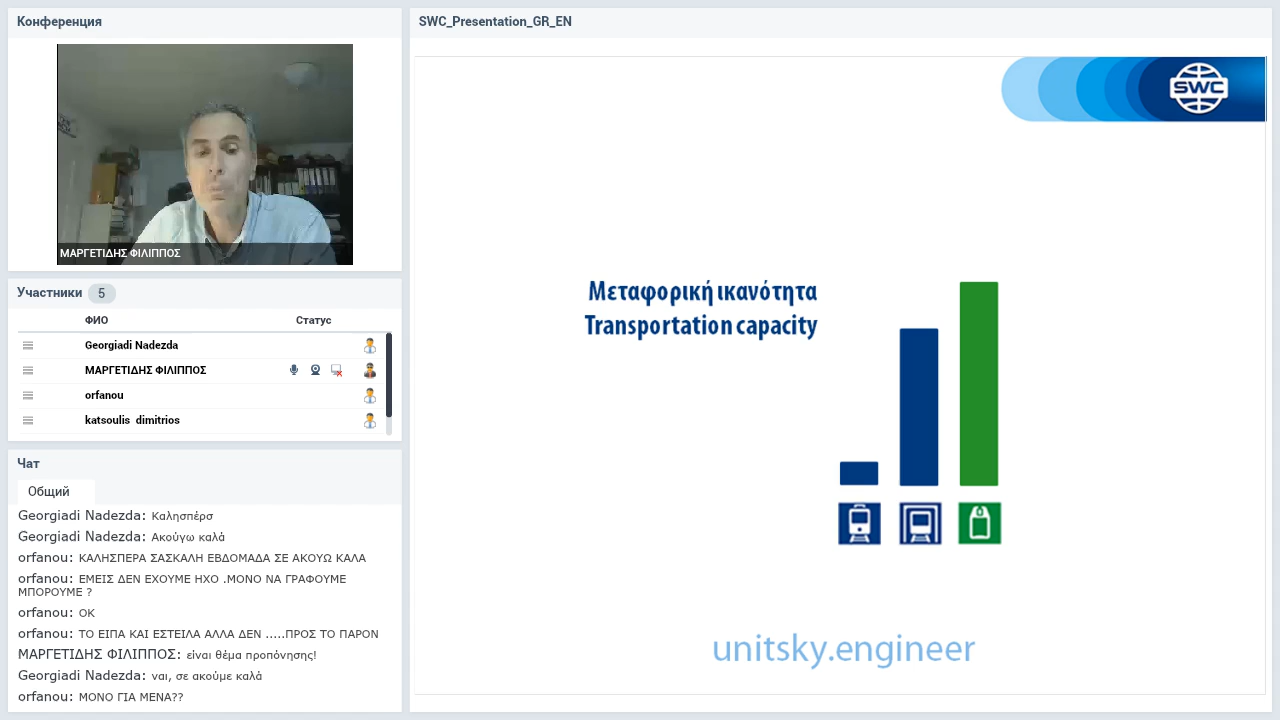 Конференция
ΜΑΡΓΕΤΙΔΗΣ ΦΙΛΙΠΠΟΣ
Участники 5
ФИО Статус
Georgiadi Nadezda
ΜΑΡΓΕΤΙΔΗΣ ΦΙΛΙΠΠΟΣ
orfanou
katsoulis dimitrios
Чат
Общий
Georgiadi Nadezda: Καλησπέρσ
Georgiadi Nadezda: Ακούγω καλά
orfanou: ΚΑΛΗΣΠΕΡΑ ΣΑΣΚΑΛΗ ΕΒΔΟΜΑΔΑ ΣΕ ΑΚΟΥΩ ΚΑΛΑ
orfanou: ΕΜΕΙΣ ΔΕΝ ΕΧΟΥΜΕ ΗΧΟ .ΜΟΝΟ ΝΑ ΓΡΑΦΟΥΜΕ
ΜΠΟΡΟΥΜΕ ?
orfanou: ΟΚ
orfanou: ΤΟ ΕΙΠΑ ΚΑΙ ΕΣΤΕΙΛΑ ΑΛΛΑ ΔΕΝ .....ΠΡΟΣ ΤΟ ΠΑΡΟΝ
ΜΑΡΓΕΤΙΔΗΣ ΦΙΛΙΠΠΟΣ: είναι θέμα προπόνησης!
Georgiadi Nadezda: ναι, σε ακούμε καλά
orfanou: ΜΟΝΟ ΓΙΑ ΜΕΝΑ??
SWC_Presentation_GR_EN
SWC
Μεταφορική ικανότητα
Transportation capacity
unitsky.engineer